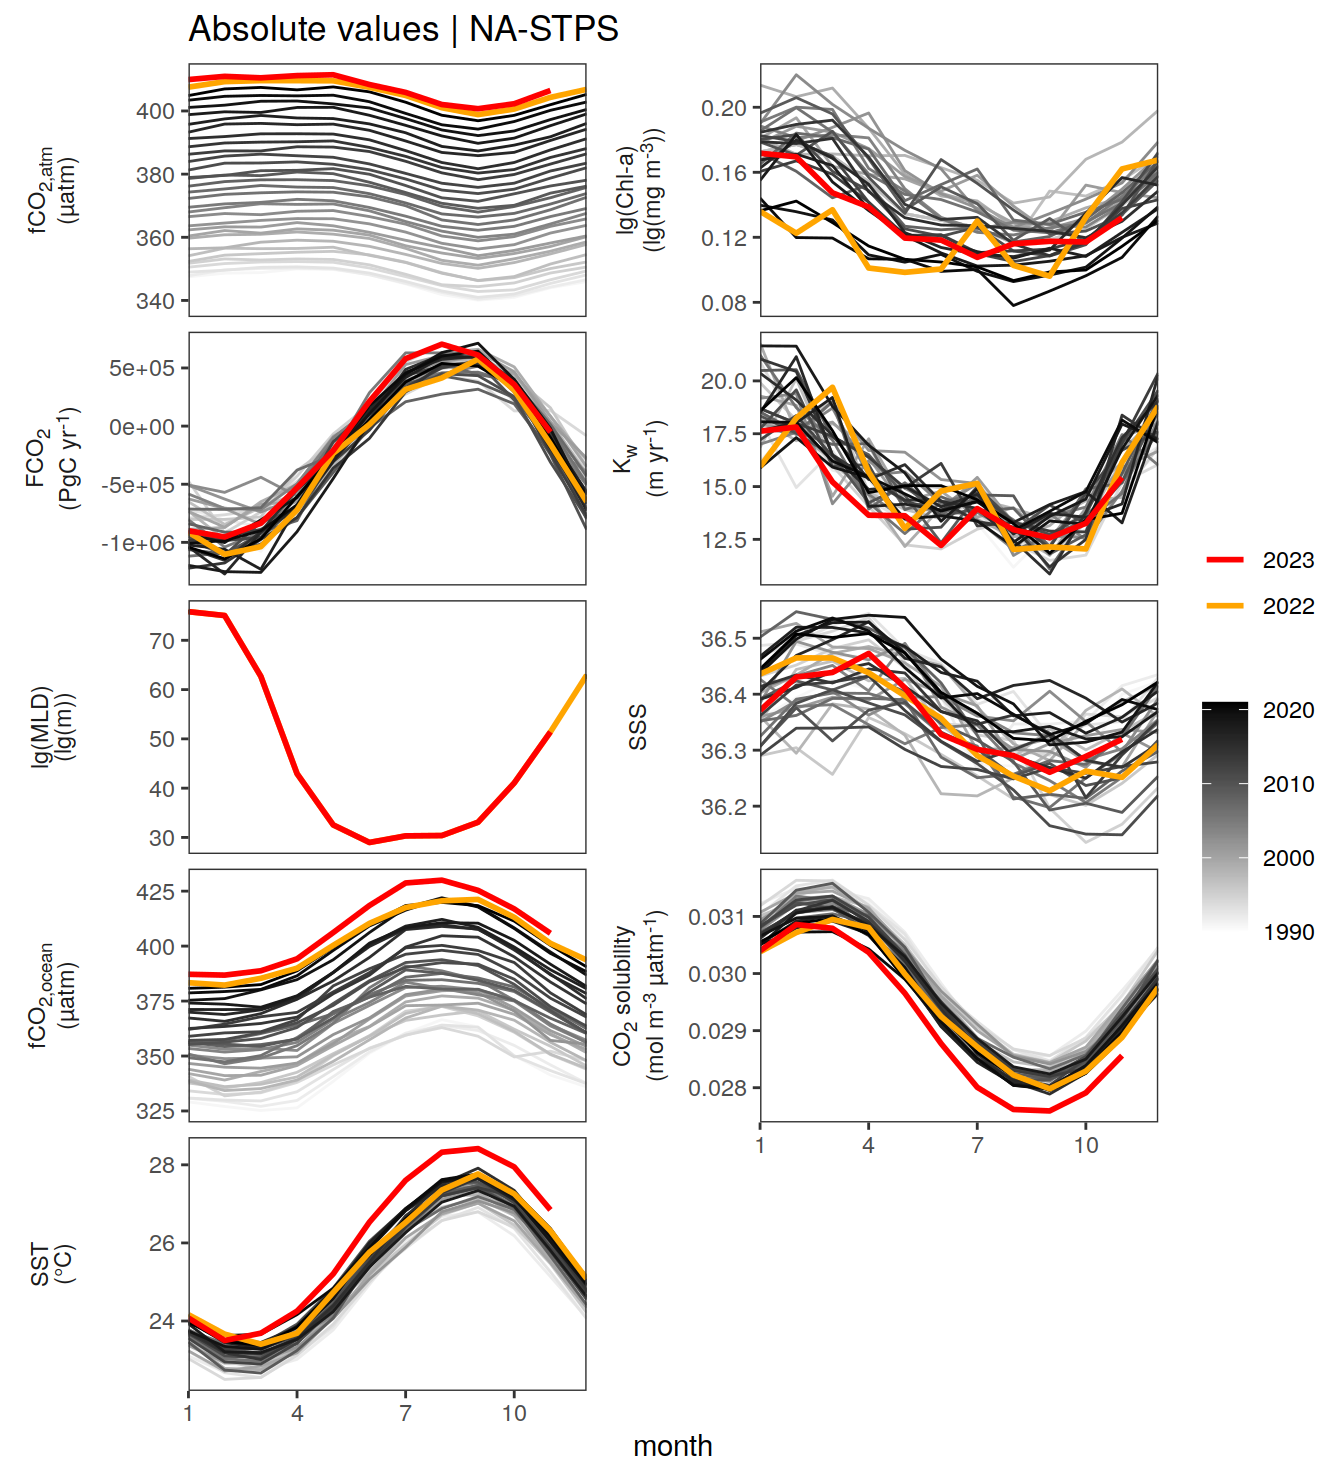 Absolute values | NA-STPS
fCO2,atm
(µatm)
400
380
360
340
lg(Chl-a)
(lg(mg m-3))
0.20
0.16
0.12
0.08
FCO2
(PgC yr-1)
5e+05
0e+00
-5e+05
-1e+06
Kw
(m yr-1)
20.0
17.5
15.0
12.5
lg(MLD)
(lg(m))
70
60
50
40
30
SSS
36.5
36.4
36.3
36.2
fCO2,ocean
(µatm)
425
400
375
350
325
CO2 solubility
(mol m-3 µatm-1)
0.031
0.030
0.029
0.028
1
4
7
10
SST
(°C)
28
26
24
1
4
7
10
month
2023
2022
2020
2010
2000
1990